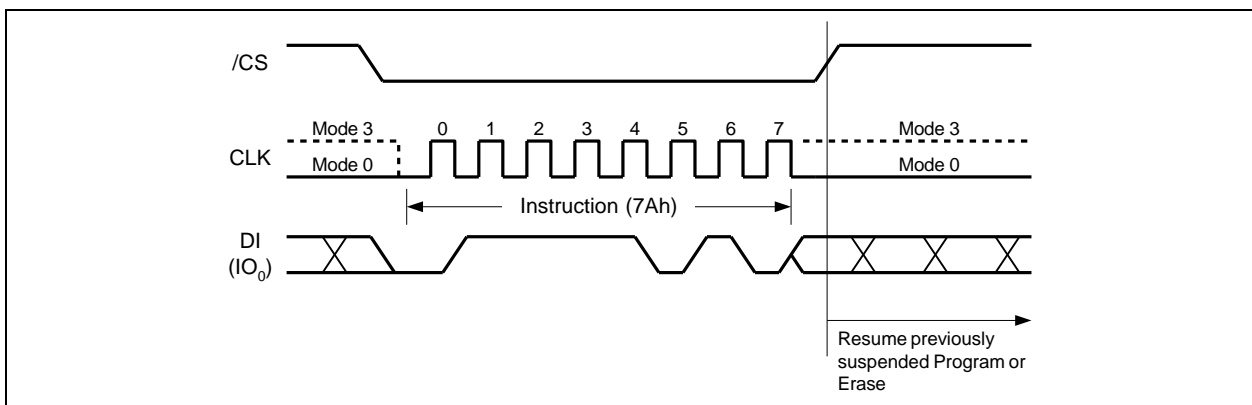 /CS
Mode 3 0 1 2 3 4 5 6 7 Mode 3
CLK
Mode 0 Mode 0
Instruction (7Ah)
DI
(IO0)
Resume previously
suspended Program or
Erase